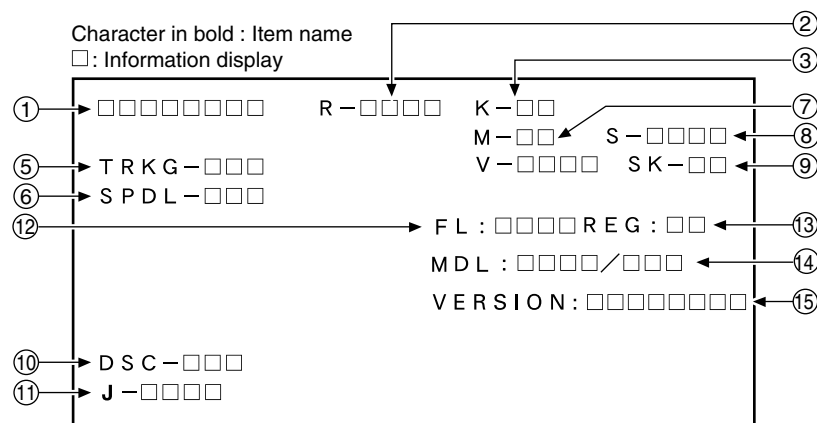 Character in bold : Item name
□ : Information display
②
③
① □□□□□□□□ R－□□□□ K－□□
M－□□ ⑦
S－□□□□ ⑧
⑤ TRKG－□□□ V－□□□□ SK－□□ ⑨
⑥ SPDL－□□□
⑫ FL：□□□□REG：□□ ⑬
MDL：□□□□／□□□ ⑭
VERSION：□□□□□□□□ ⑮
⑩ DSC－□□□
⑪ J－□□□□